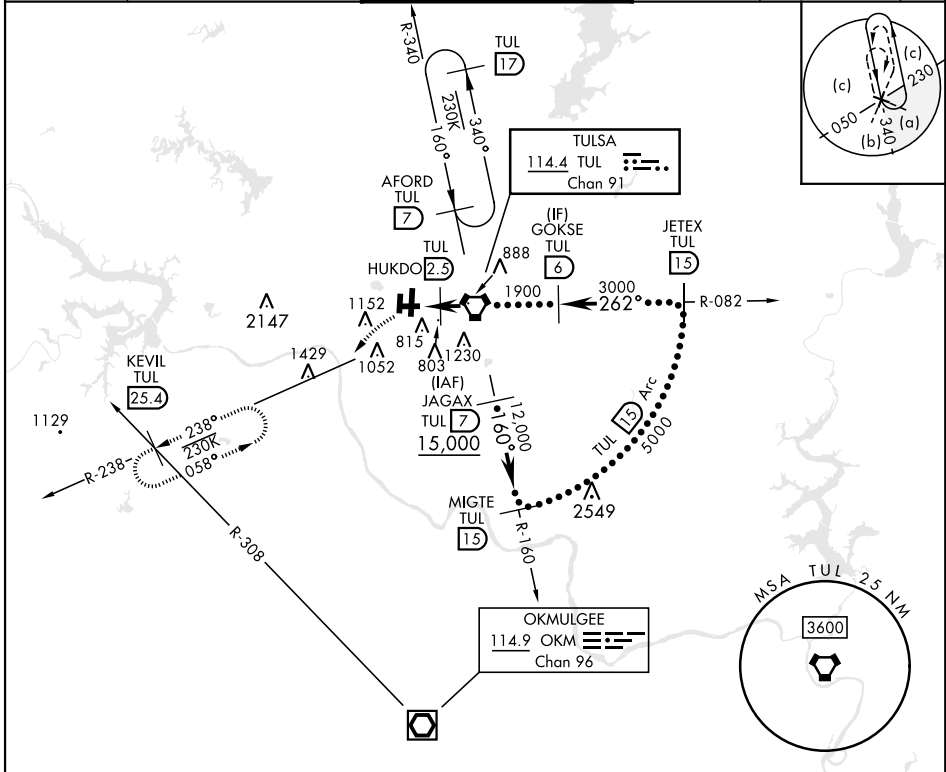 R-340
TUL
17
230K
340°
160°
AFORD
TUL
7
TULSA
114.4 TUL
Chan 91
(c)
(c)
230
050
340
(a)
(b)
TUL
HUKDO 2.5
888
(IF)
GOKSE
TUL
6
JETEX
TUL
15
1900
3000
262°
R-082
2147
1152
815
1052
803
1230
1429
KEVIL
TUL
25.4
1129
238°
230K
058°
R-238
(IAF)
JAGAX
TUL 7
15,000
12,000
160°
TUL 15 Arc
5000
2549
MIGTE
TUL
15
R-160
R-308
OKMULGEE
114.9 OKM
Chan 96
MSA TUL 25 NM
3600